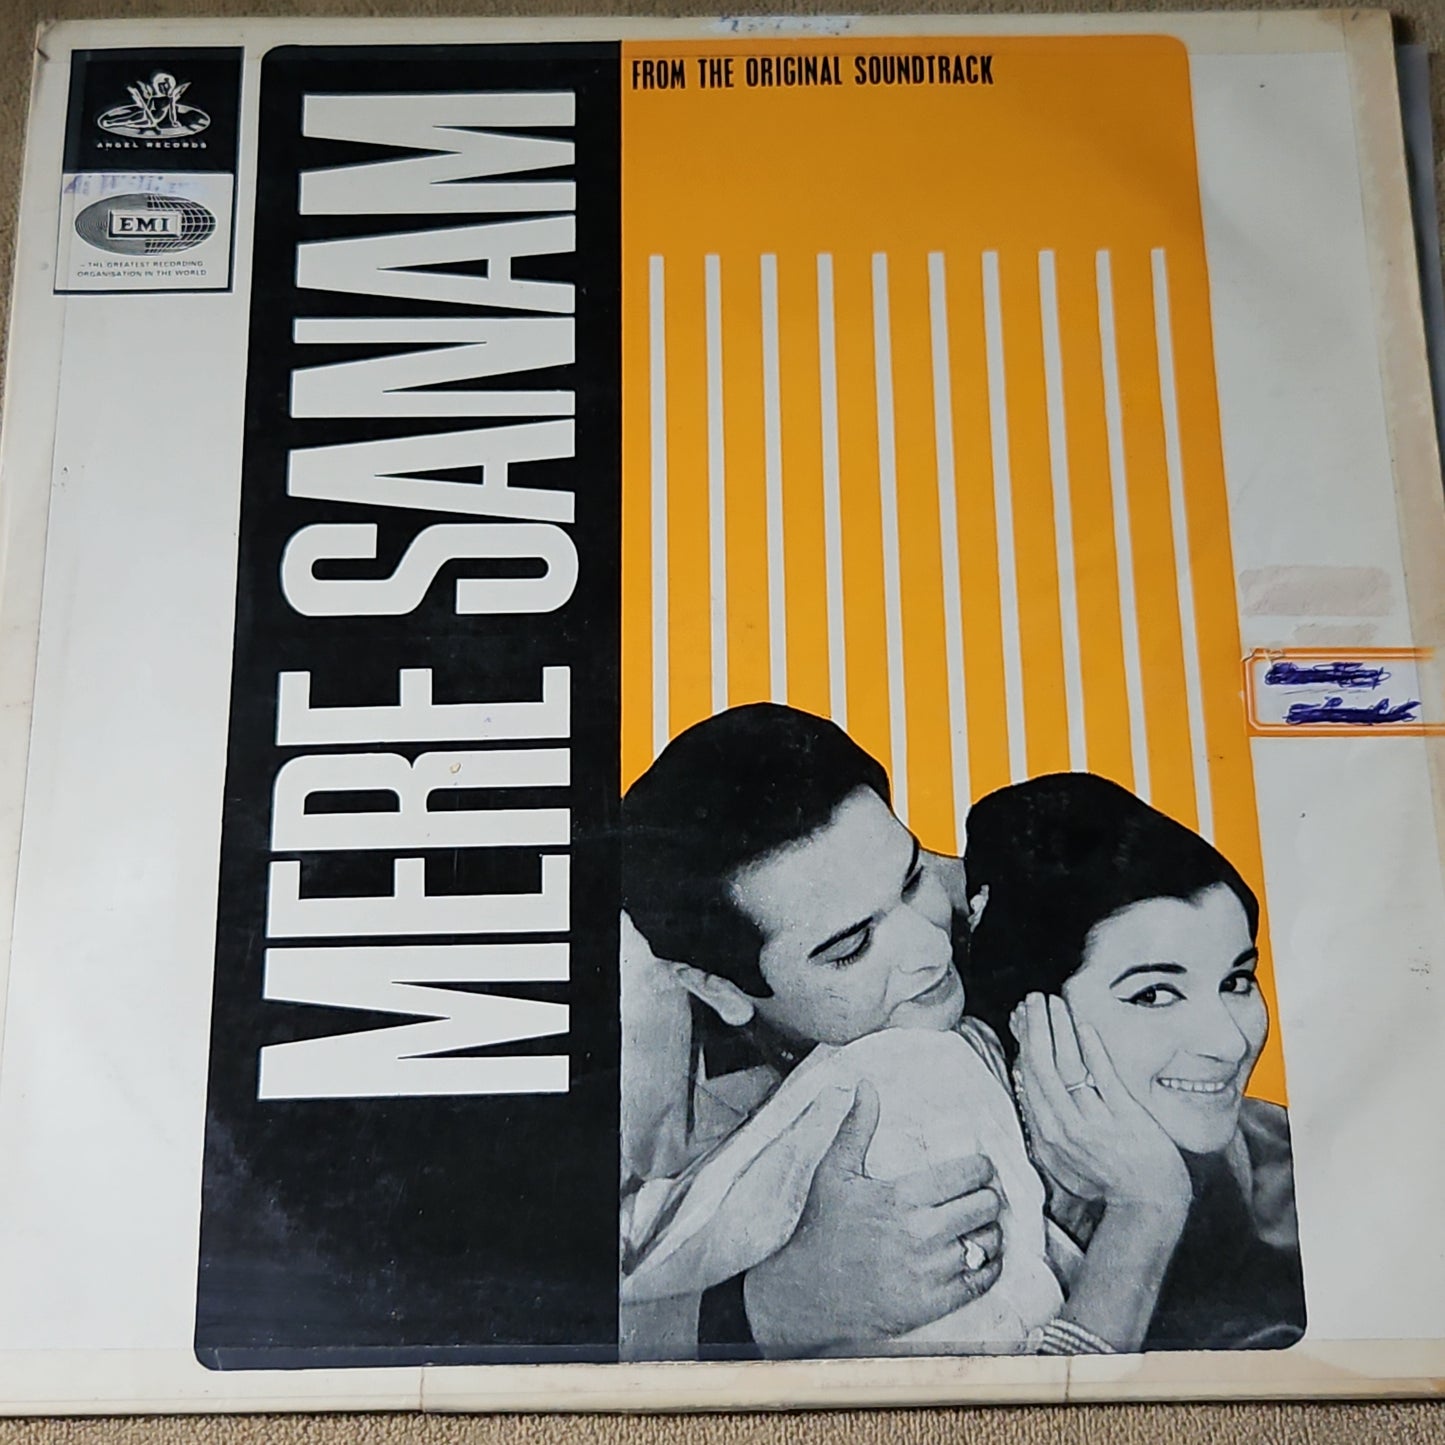 FROM THE ORIGINAL SOUNDTRACK
ANGEL RECORDS
EMI
– THE GREATEST RECORDING
ORGANISATION IN THE WORLD
MERE SANAM